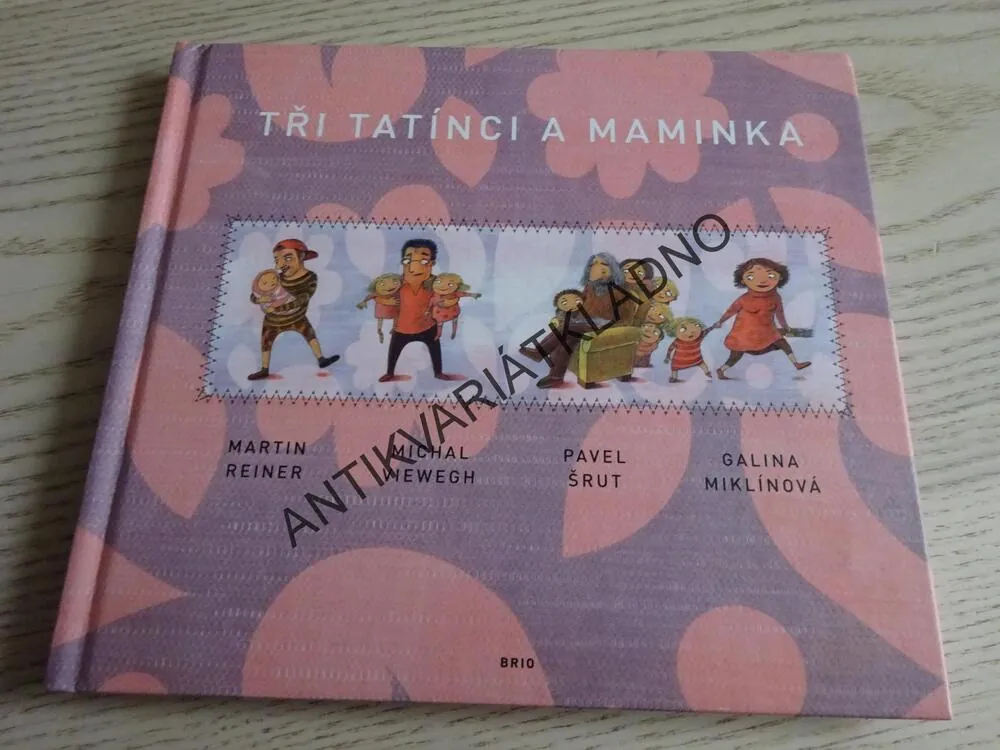 TŘI TATÍNCI A MAMINKA
ANTIKVARIÁTKLADNO
MARTIN
REINER
MICHAL
VIEWEGH
PAVEL
ŠRUT
GALINA
MIKLÍNOVÁ
BRIO